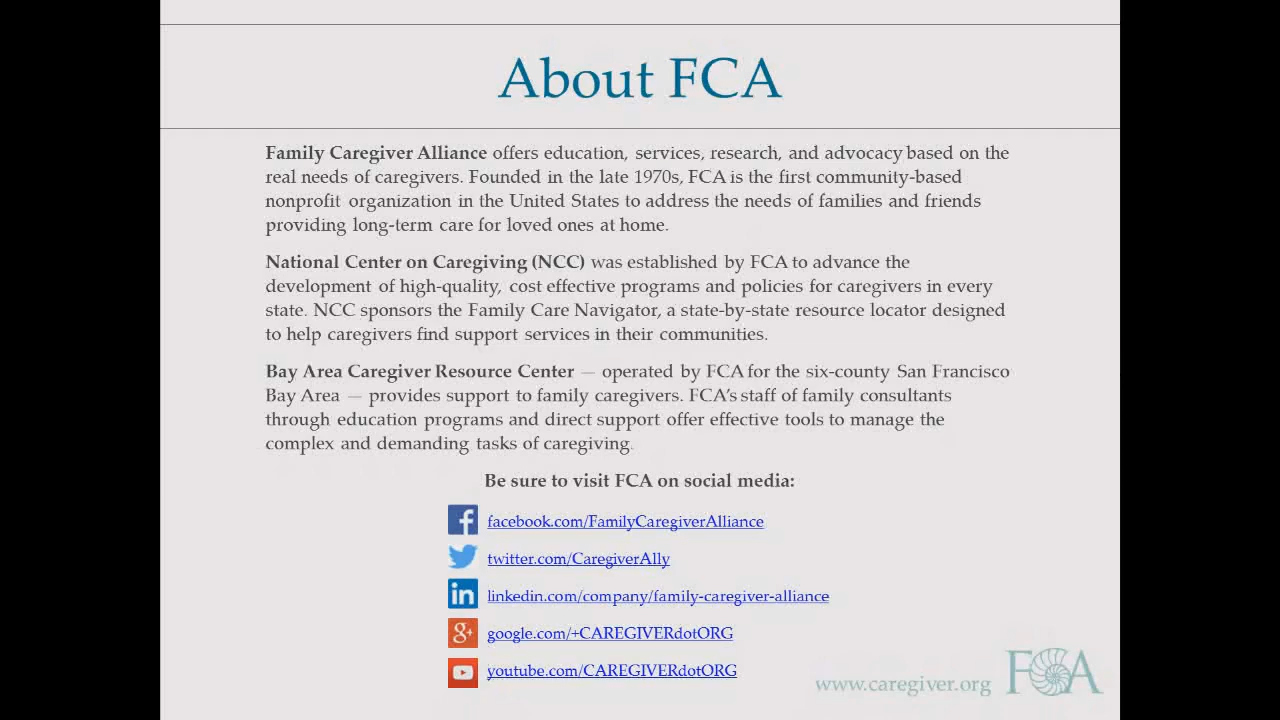 About FCA
Family Caregiver Alliance offers education, services, research, and advocacy based on the
real needs of caregivers. Founded in the late 1970s, FCA is the first community-based
nonprofit organization in the United States to address the needs of families and friends
providing long-term care for loved ones at home.
National Center on Caregiving (NCC) was established by FCA to advance the
development of high-quality, cost effective programs and policies for caregivers in every
state. NCC sponsors the Family Care Navigator, a state-by-state resource locator designed
to help caregivers find support services in their communities.
Bay Area Caregiver Resource Center — operated by FCA for the six-county San Francisco
Bay Area — provides support to family caregivers. FCA's staff of family consultants
through education programs and direct support offer effective tools to manage the
complex and demanding tasks of caregiving.
Be sure to visit FCA on social media:
f facebook.com/FamilyCaregiverAlliance
twitter.com/CaregiverAlly
in linkedin.com/company/family-caregiver-alliance
g+ google.com/+CAREGIVERdotORG
youtube.com/CAREGIVERdotORG
www.caregiver.org FCA